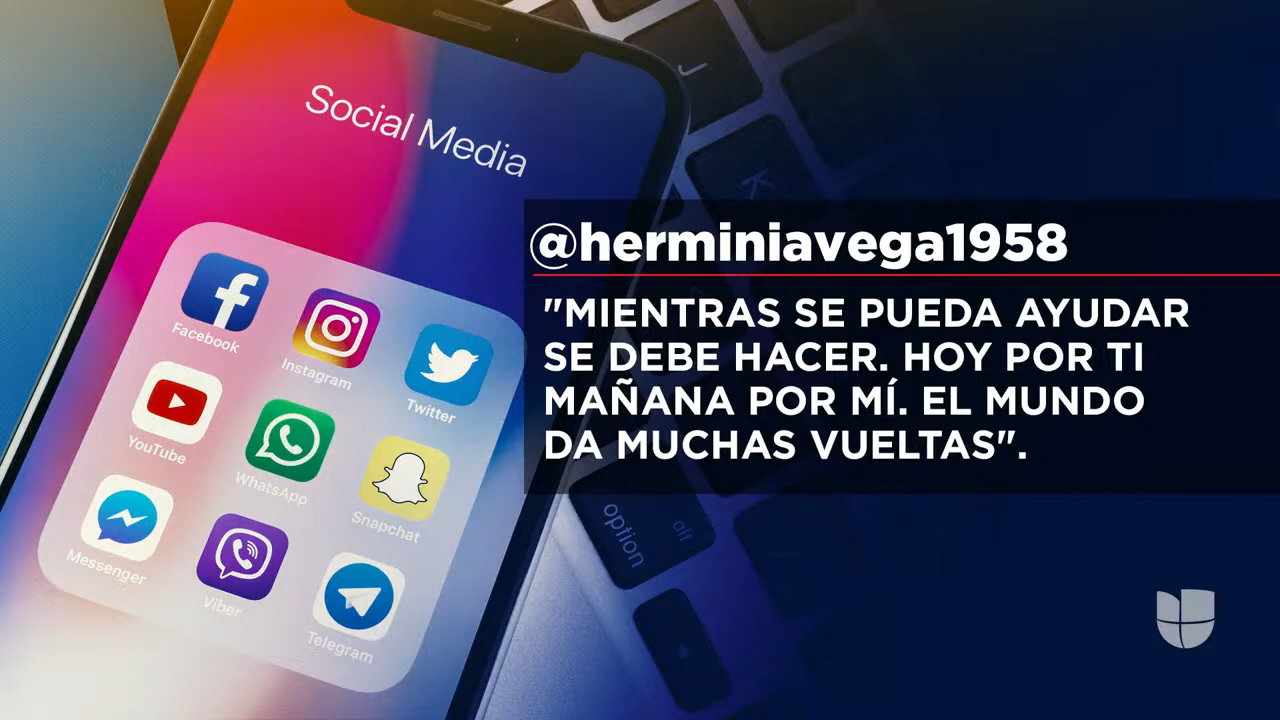 Social Media
Facebook
Instagram
Twitter
YouTube
WhatsApp
Snapchat
Messenger
Viber
Telegram
J
K
option
alt
@herminiavega1958
"MIENTRAS SE PUEDA AYUDAR
SE DEBE HACER. HOY POR TI
MAÑANA POR MÍ. EL MUNDO
DA MUCHAS VUELTAS".